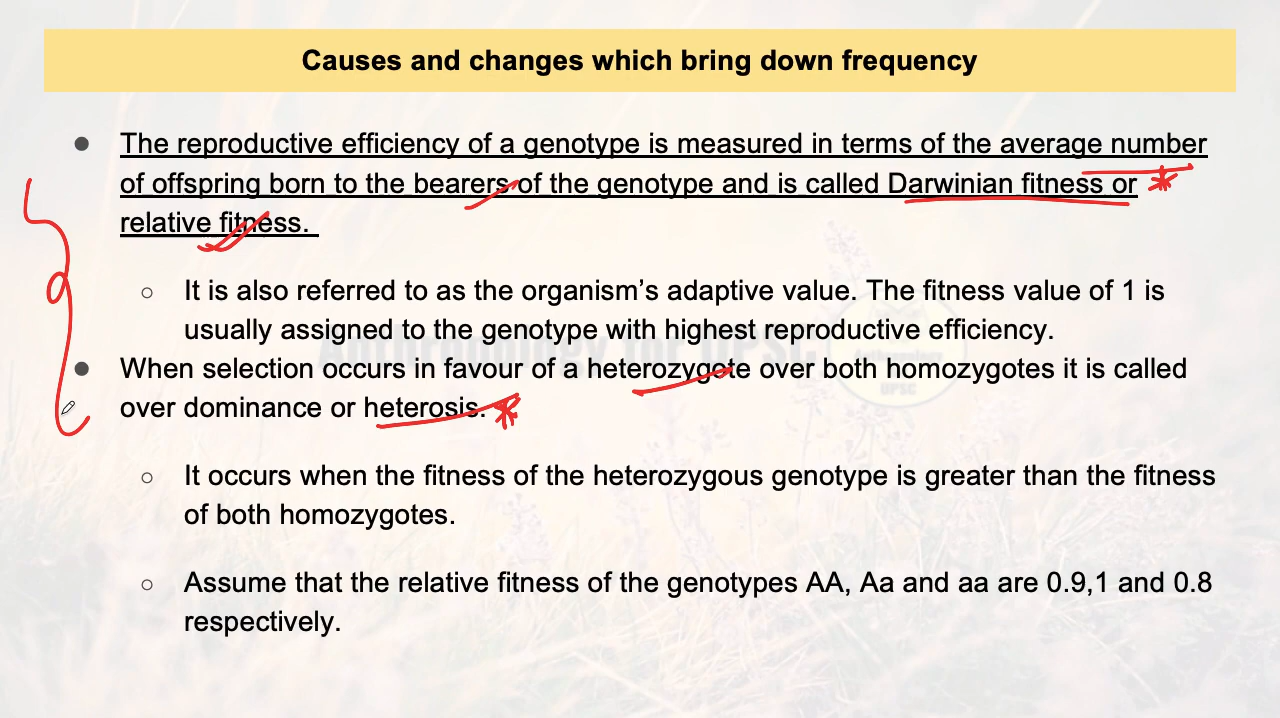 Causes and changes which bring down frequency
● The reproductive efficiency of a genotype is measured in terms of the average number
of offspring born to the bearers of the genotype and is called Darwinian fitness or
relative fitness.
○ It is also referred to as the organism’s adaptive value. The fitness value of 1 is
usually assigned to the genotype with highest reproductive efficiency.
● When selection occurs in favour of a heterozygote over both homozygotes it is called
over dominance or heterosis.
○ It occurs when the fitness of the heterozygous genotype is greater than the fitness
of both homozygotes.
○ Assume that the relative fitness of the genotypes AA, Aa and aa are 0.9,1 and 0.8
respectively.
Anthropology for UPSC
Anthropology
UPSC